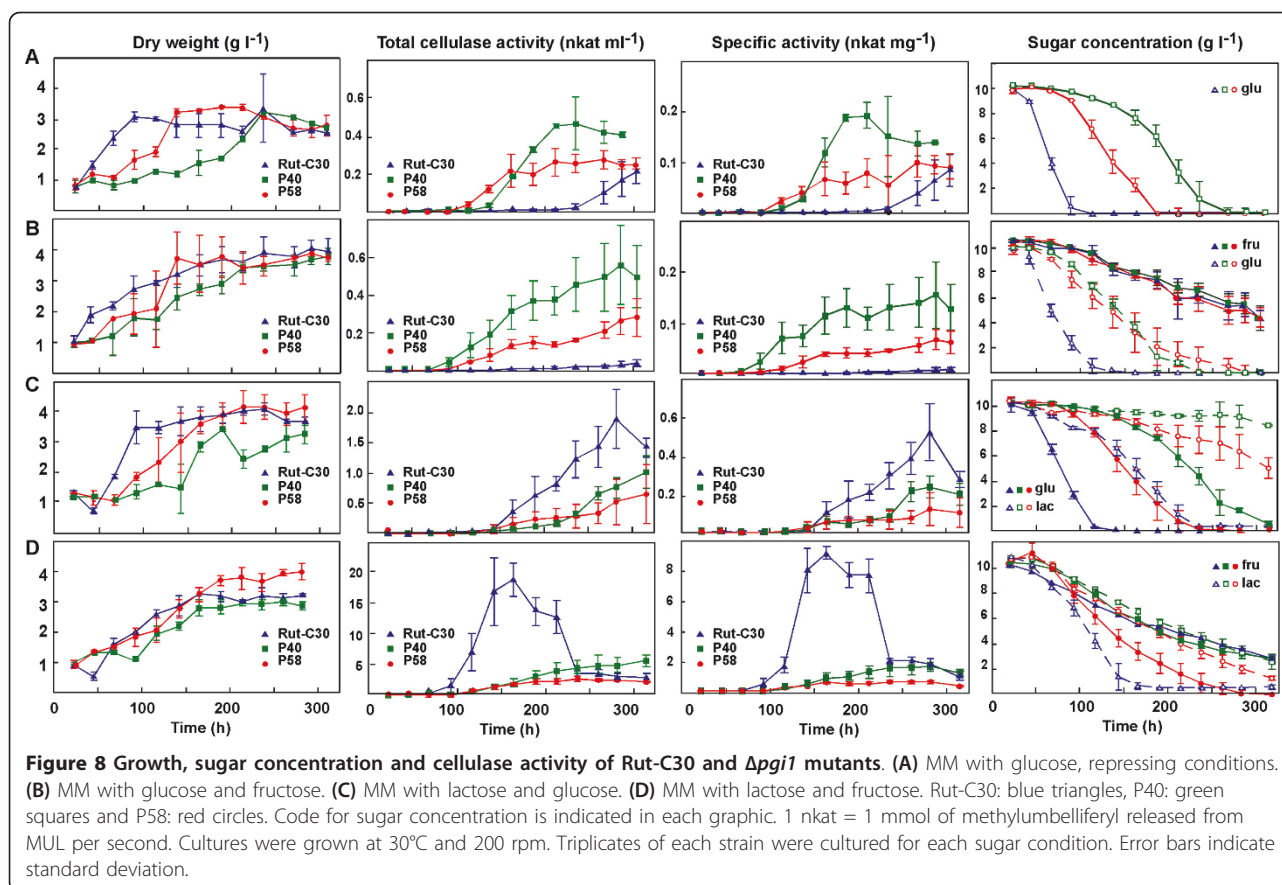 Dry weight (g l-1) Total cellulase activity (nkat ml-1) Specific activity (nkat mg-1) Sugar concentration (g l-1)
A
4
3
2
1
Rut-C30
P40
P58
0.6
0.4
0.2
Rut-C30
P40
P58
0.2
0.1
Rut-C30
P40
P58
10
8
6
4
2
glu
B
4
3
2
1
Rut-C30
P40
P58
0.6
0.4
0.2
Rut-C30
P40
P58
0.2
0.1
Rut-C30
P40
P58
10
8
6
4
2
fru
glu
C
4
3
2
1
Rut-C30
P40
P58
2.0
1.5
1.0
0.5
Rut-C30
P40
P58
0.6
0.4
0.2
Rut-C30
P40
P58
10
8
6
4
2
glu
lac
D
4
3
2
1
Rut-C30
P40
P58
20
15
10
5
Rut-C30
P40
P58
8
6
4
2
Rut-C30
P40
P58
10
8
6
4
2
fru
lac
0 100 200 300
Time (h)
0 100 200 300
Time (h)
0 100 200 300
Time (h)
0 100 200 300
Time (h)
Figure 8 Growth, sugar concentration and cellulase activity of Rut-C30 and Δpgi1 mutants. (A) MM with glucose, repressing conditions.
(B) MM with glucose and fructose. (C) MM with lactose and glucose. (D) MM with lactose and fructose. Rut-C30: blue triangles, P40: green
squares and P58: red circles. Code for sugar concentration is indicated in each graphic. 1 nkat = 1 mmol of methylumbelliferyl released from
MUL per second. Cultures were grown at 30°C and 200 rpm. Triplicates of each strain were cultured for each sugar condition. Error bars indicate
standard deviation.